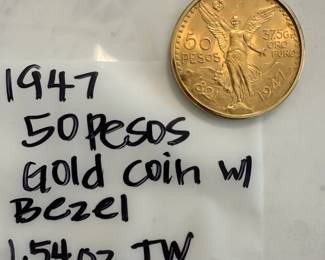 50 PESOS
37.5 Gr
ORO
PURO
1821
1947
1947
50 Pesos
Gold Coin w/
Bezel
1.54 oz TW